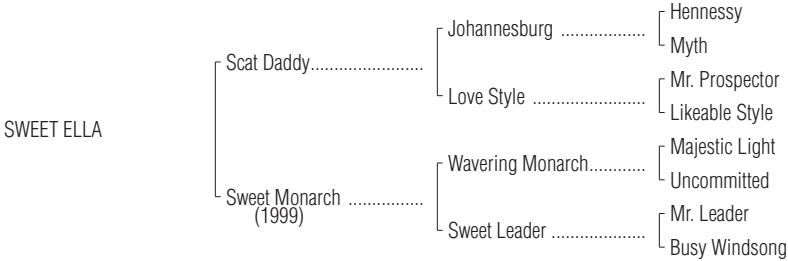 Hennessy
Johannesburg ...................
Myth
Scat Daddy.........................
Mr. Prospector
Love Style .........................
Likeable Style
SWEET ELLA
Majestic Light
Wavering Monarch............
Uncommitted
Sweet Monarch ................
(1999)
Mr. Leader
Sweet Leader ....................
Busy Windsong